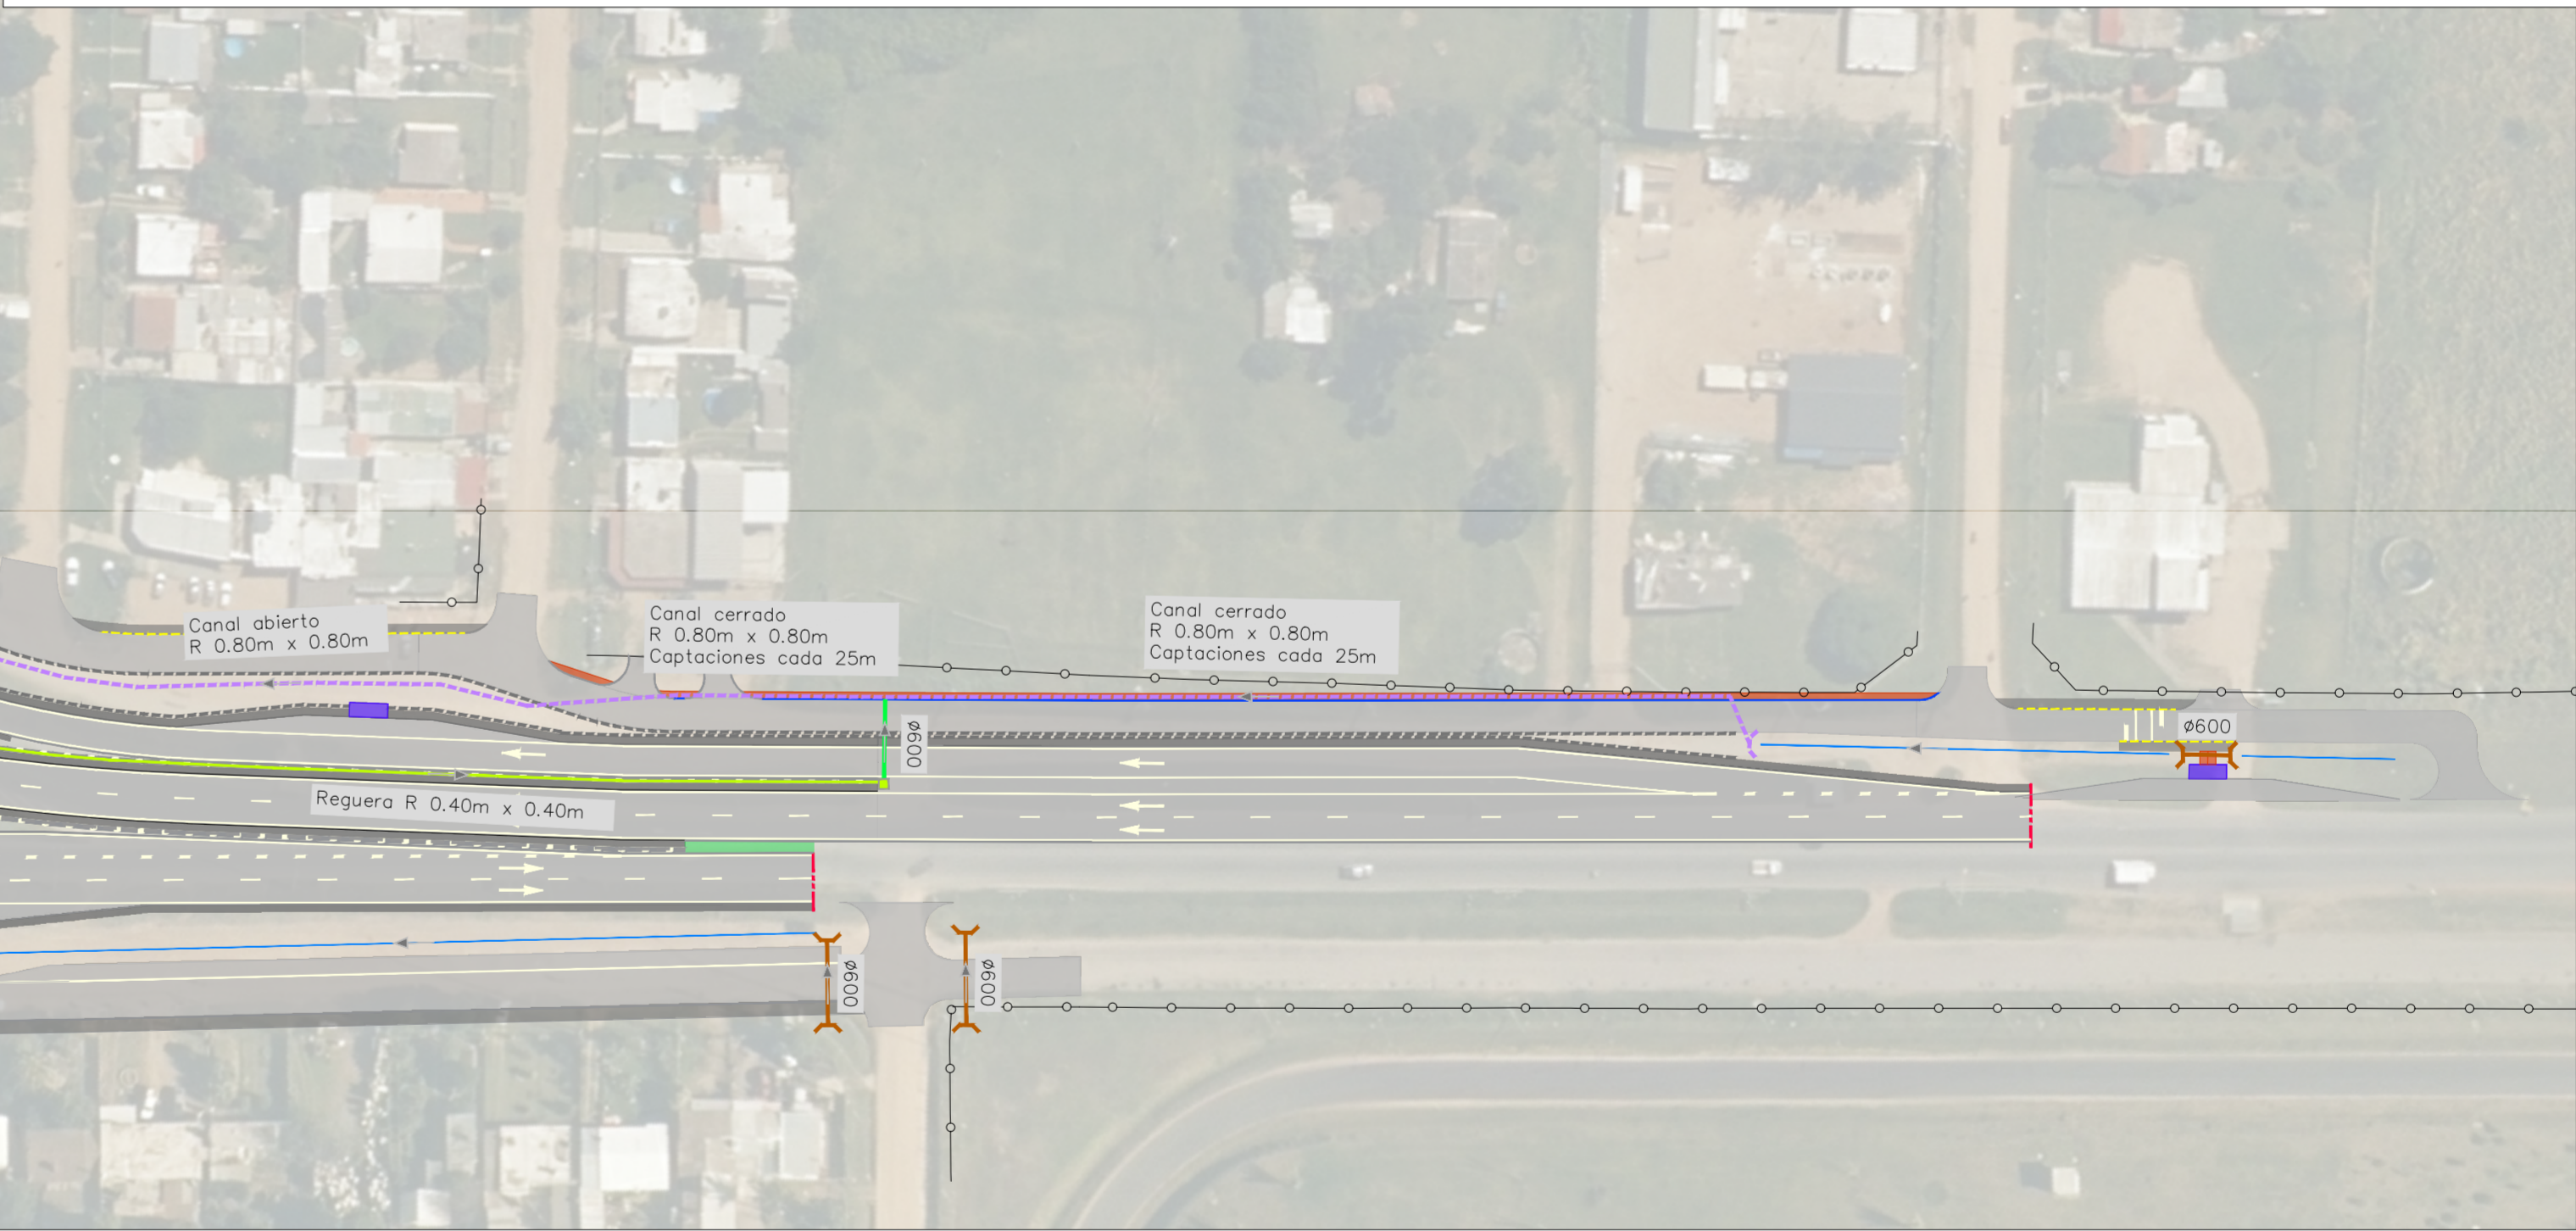 Canal abierto
R 0.80m x 0.80m
Canal cerrado
R 0.80m x 0.80m
Captaciones cada 25m
Canal cerrado
R 0.80m x 0.80m
Captaciones cada 25m
ø600
ø600
Reguera R 0.40m x 0.40m
ø600
ø600